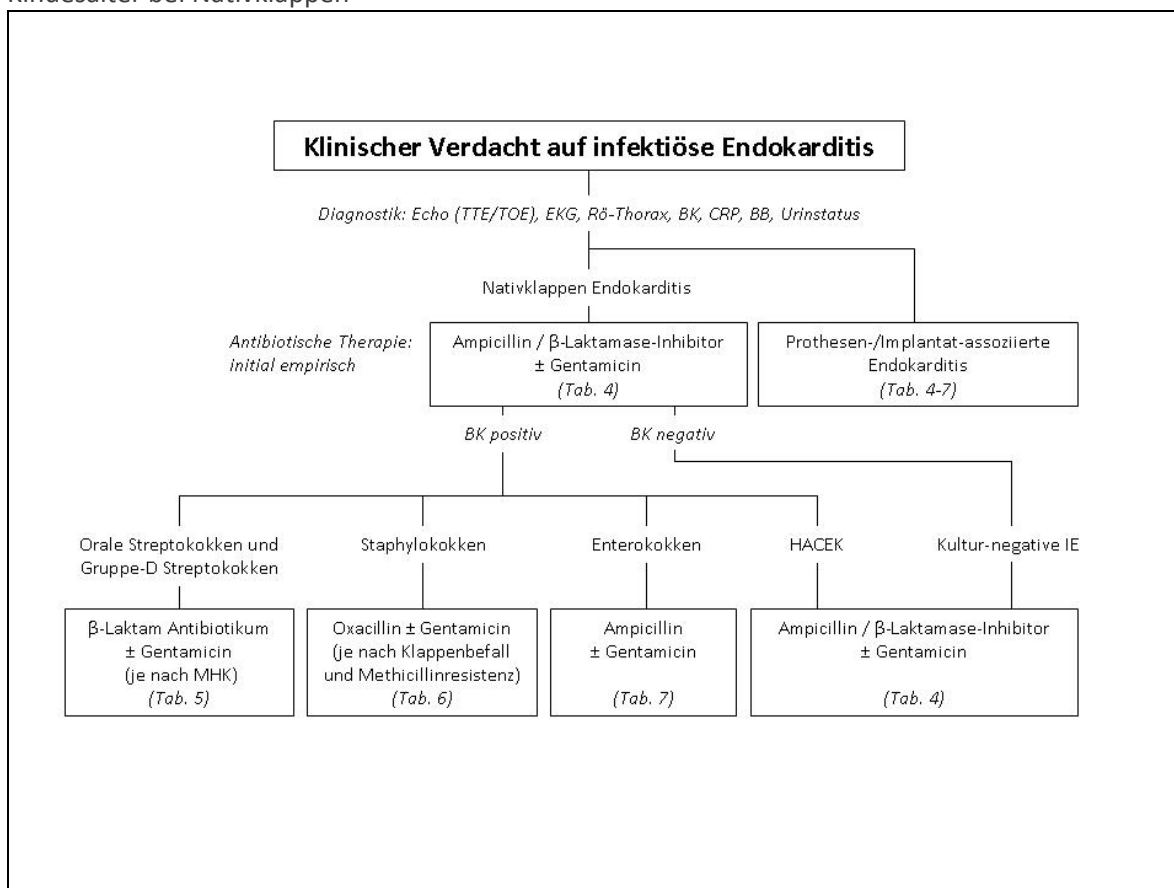 Kindesalter bei Nativklappen
Klinischer Verdacht auf infektiöse Endokarditis
Diagnostik: Echo (TTE/TOE), EKG, Rö-Thorax, BK, CRP, BB, Urinstatus
Nativklappen Endokarditis
Antibiotische Therapie:
initial empirisch
Ampicillin / β-Laktamase-Inhibitor
± Gentamicin
(Tab. 4)
Prothesen-/Implantat-assoziierte
Endokarditis
(Tab. 4-7)
BK positiv
BK negativ
Orale Streptokokken und
Gruppe-D Streptokokken
Staphylokokken
Enterokokken
HACEK
Kultur-negative IE
β-Laktam Antibiotikum
± Gentamicin
(je nach MHK)
(Tab. 5)
Oxacillin ± Gentamicin
(je nach Klappenbefall
und Methicillinresistenz)
(Tab. 6)
Ampicillin
± Gentamicin
(Tab. 7)
Ampicillin / β-Laktamase-Inhibitor
± Gentamicin
(Tab. 4)